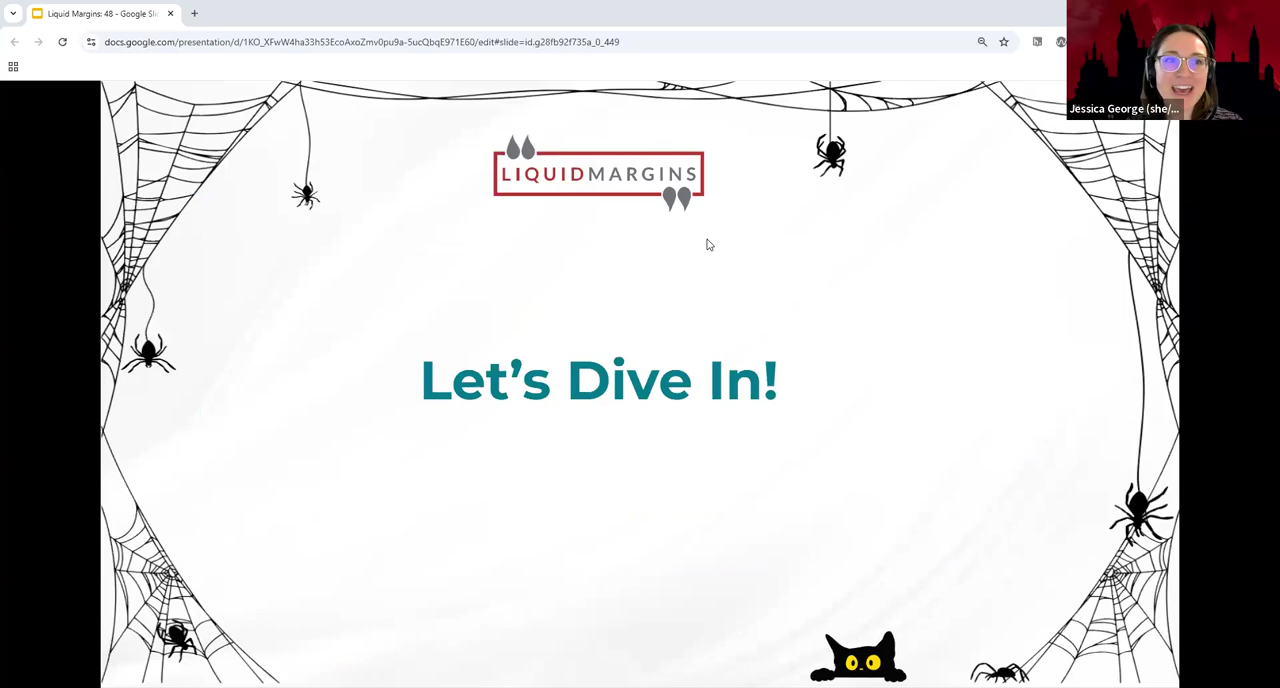 Liquid Margins: 48 - Google Sli
docs.google.com/presentation/d/1KO_XFwW4ha33h53EcoAxoZmv0pu9a-5ucQbqE971E60/edit#slide=id.g28fb92f735a_0_449
Jessica George (she/...
LIQUIDMARGINS
Let's Dive In!